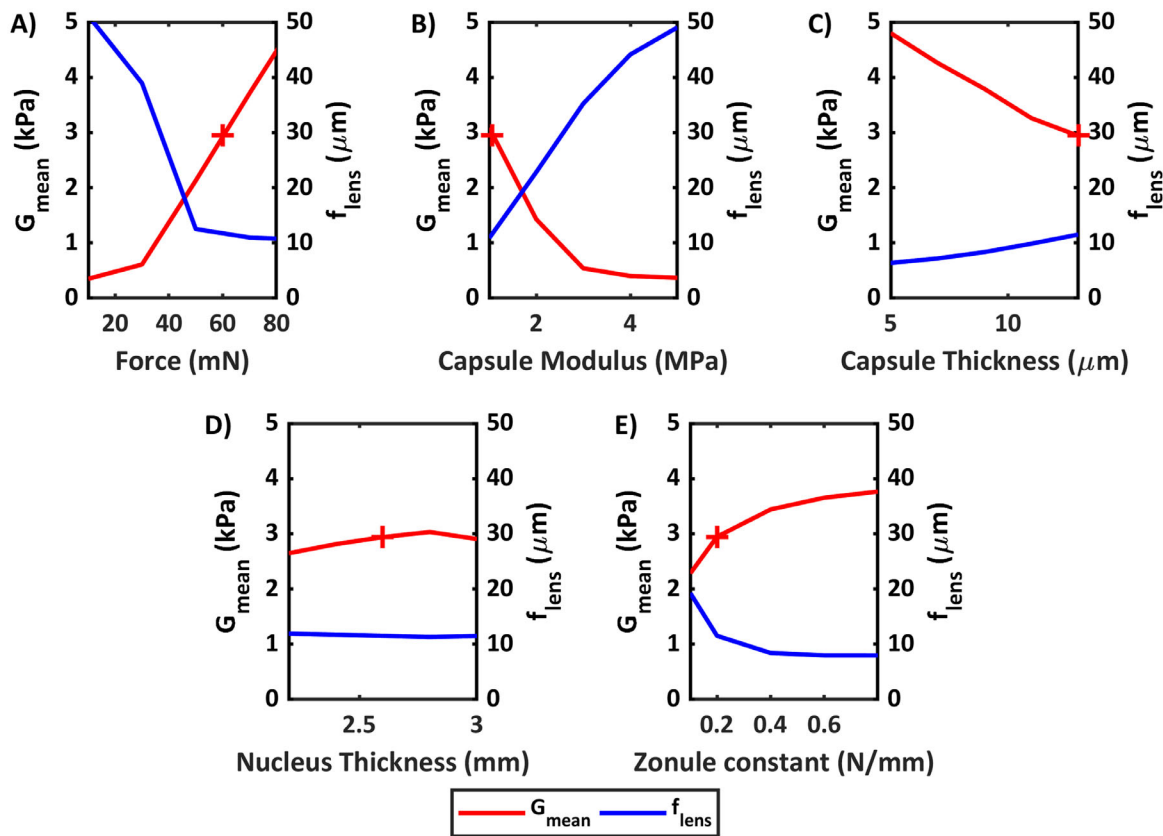 A)
5
4
3
2
1
0
G_mean (kPa)
50
40
30
20
10
0
f_lens (μm)
20 40 60 80
Force (mN)
B)
5
4
3
2
1
0
G_mean (kPa)
50
40
30
20
10
0
f_lens (μm)
2 4
Capsule Modulus (MPa)
C)
5
4
3
2
1
0
G_mean (kPa)
50
40
30
20
10
0
f_lens (μm)
5 10
Capsule Thickness (μm)
D)
5
4
3
2
1
0
G_mean (kPa)
50
40
30
20
10
0
f_lens (μm)
2.5 3
Nucleus Thickness (mm)
E)
5
4
3
2
1
0
G_mean (kPa)
50
40
30
20
10
0
f_lens (μm)
0.2 0.4 0.6
Zonule constant (N/mm)
G_mean f_lens